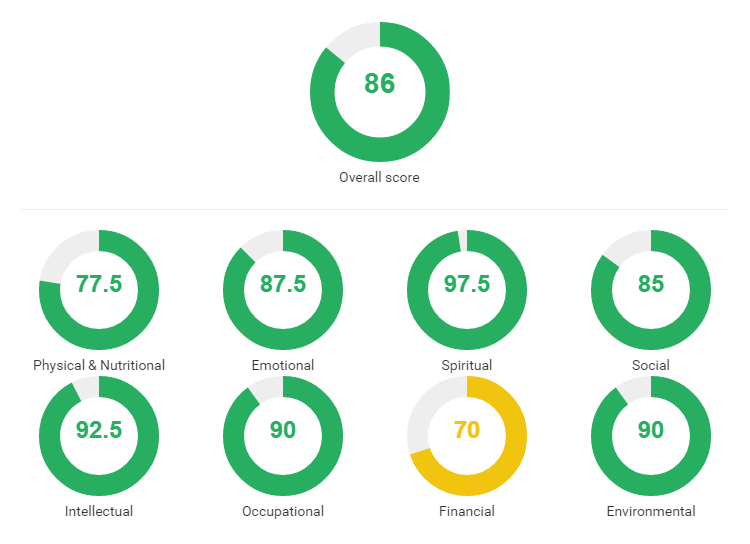 86
Overall score
77.5
87.5
97.5
85
Physical & Nutritional
Emotional
Spiritual
Social
92.5
90
70
90
Intellectual
Occupational
Financial
Environmental